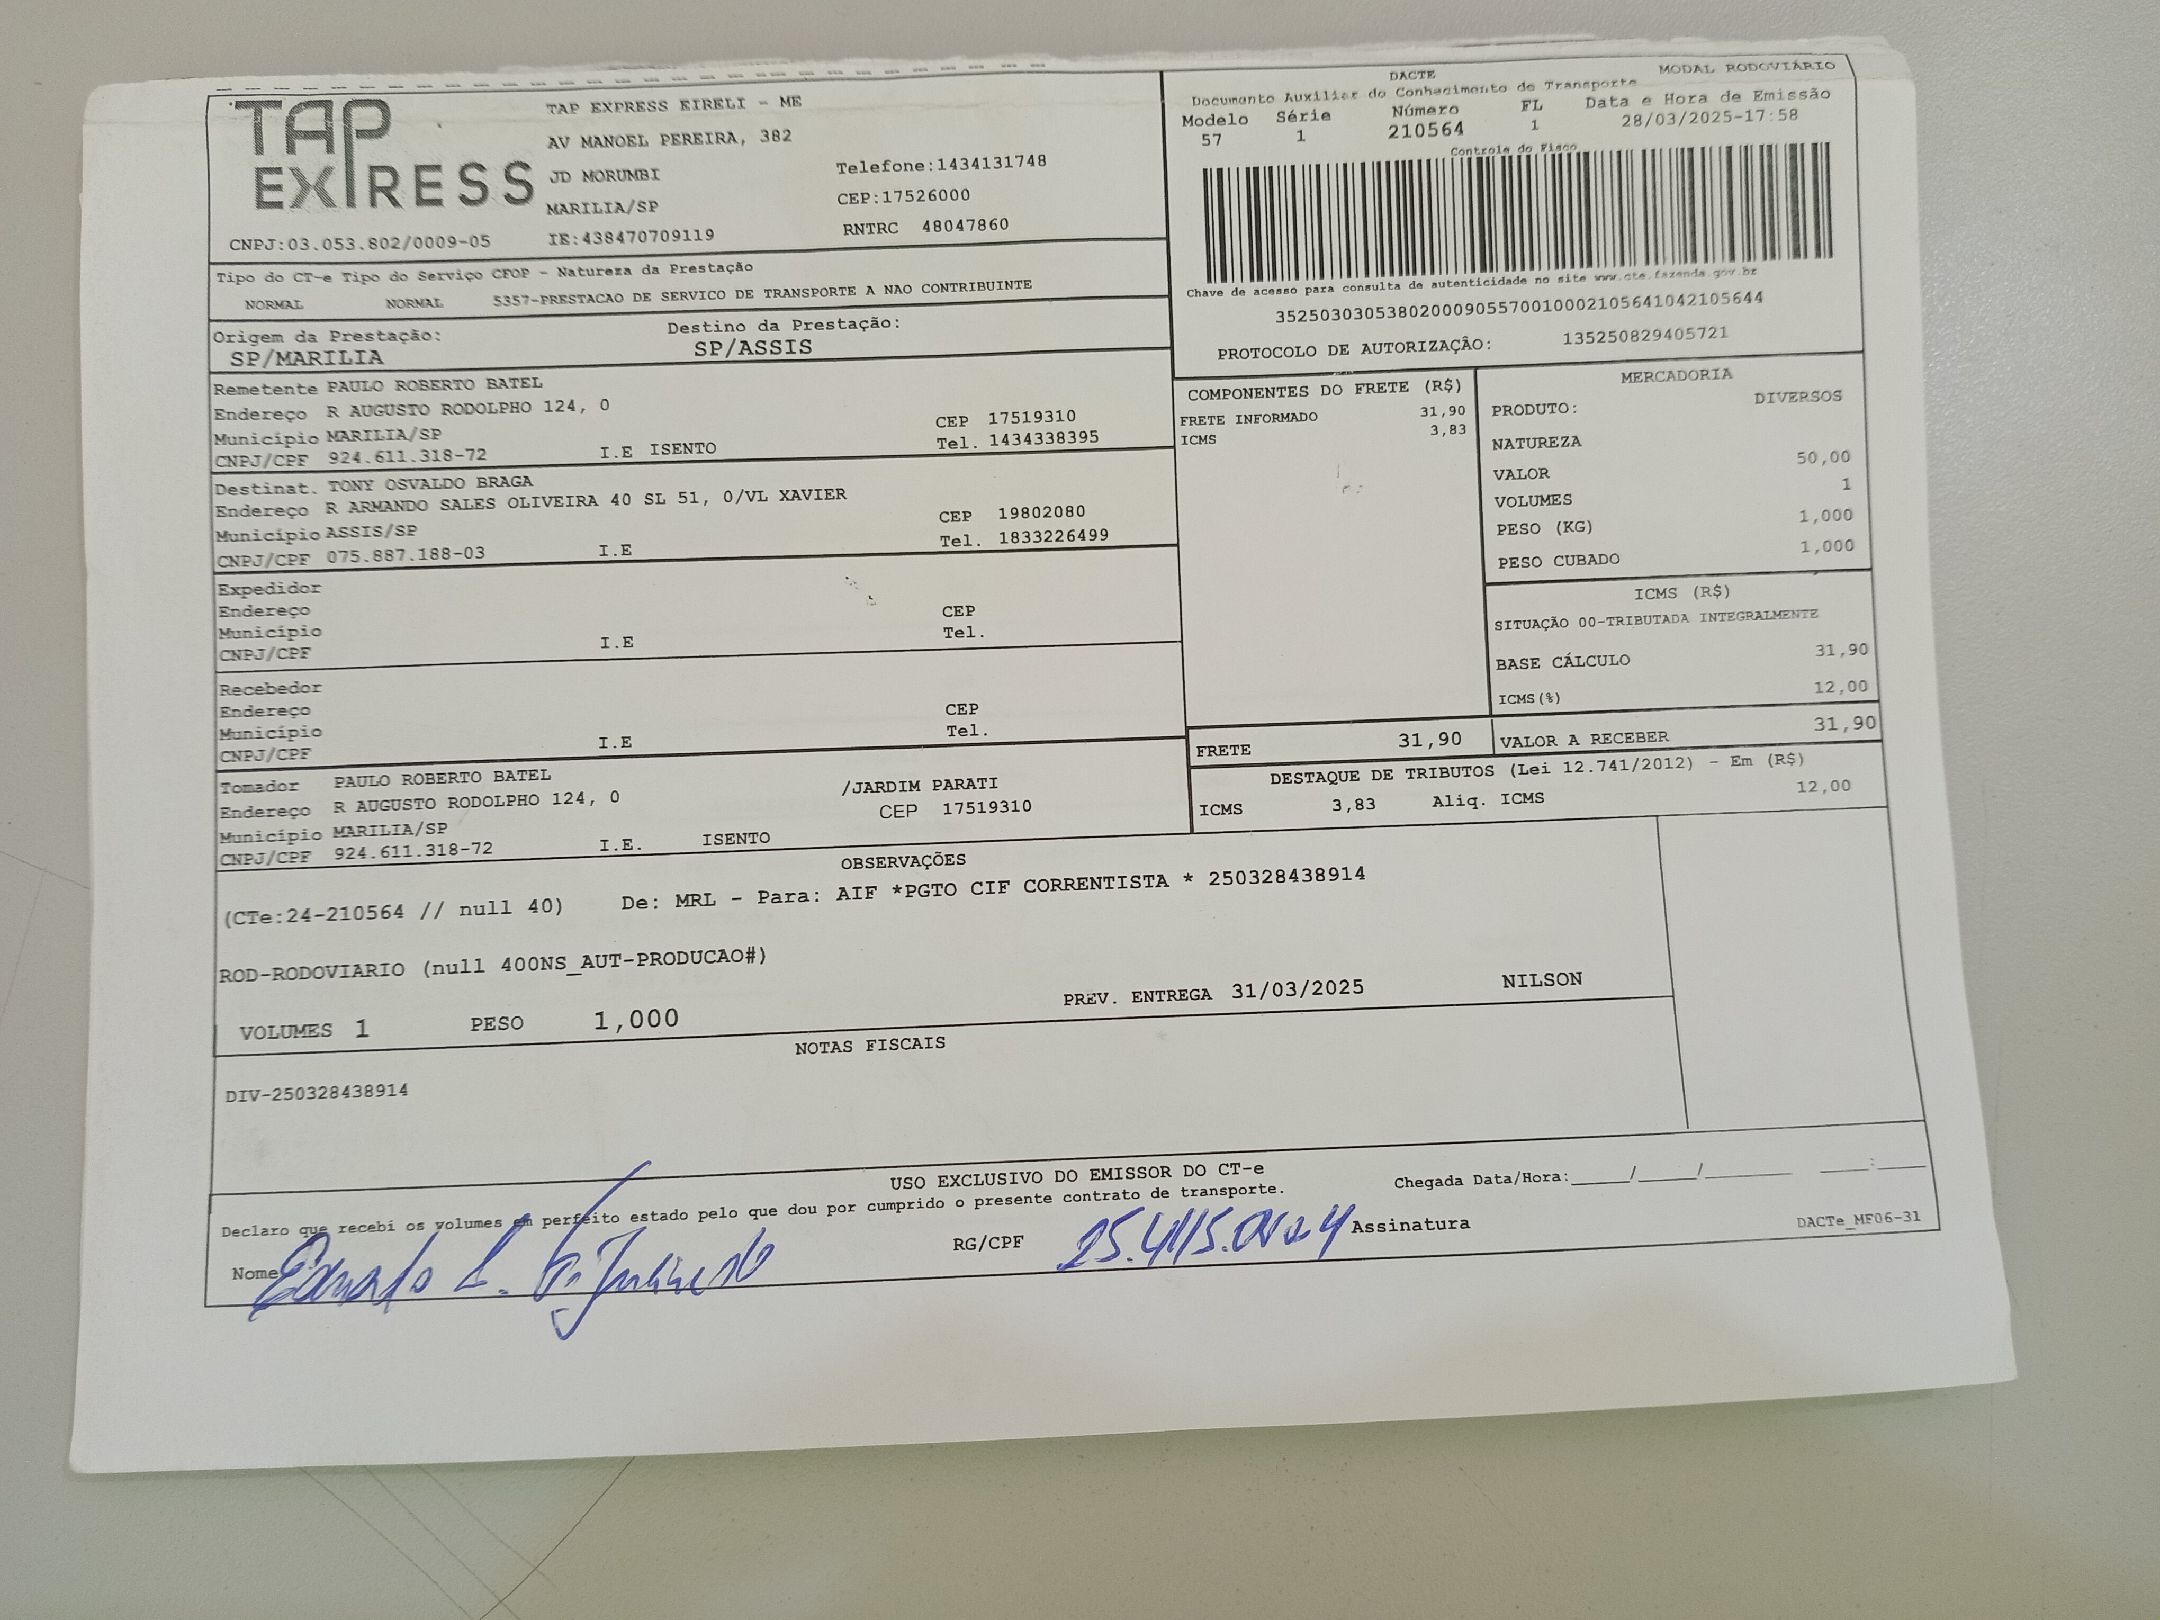 TAP EXPRESS
TAP EXPRESS EIRELI - ME
AV MANOEL PEREIRA, 382
JD MORUMBI
MARILIA/SP
Telefone:1434131748
CEP:17526000
RNTRC 48047860
CNPJ:03.053.802/0009-05 IE:438470709119
DACTE MODAL RODOVIÁRIO
Documento Auxiliar do Conhecimento de Transporte
Modelo Série Número FL Data e Hora de Emissão
57 1 210564 1 28/03/2025-17:58
Controle do Fisco
Chave de acesso para consulta de autenticidade no site www.cte.fazenda.gov.br
35250303053802000905570010002105641042105644
PROTOCOLO DE AUTORIZAÇÃO: 135250829405721
Tipo do CT-e Tipo do Serviço CFOP - Natureza da Prestação
NORMAL NORMAL 5357-PRESTACAO DE SERVICO DE TRANSPORTE A NAO CONTRIBUINTE
Origem da Prestação: Destino da Prestação:
SP/MARILIA SP/ASSIS
Remetente PAULO ROBERTO BATEL
Endereço R AUGUSTO RODOLPHO 124, 0 CEP 17519310
Município MARILIA/SP Tel. 1434338395
CNPJ/CPF 924.611.318-72 I.E ISENTO
Destinat. TONY OSVALDO BRAGA
Endereço R ARMANDO SALES OLIVEIRA 40 SL 51, 0/VL XAVIER
Município ASSIS/SP CEP 19802080
CNPJ/CPF 075.887.188-03 I.E Tel. 1833226499
Expedidor
Endereço CEP
Município Tel.
CNPJ/CPF I.E
Recebedor
Endereço CEP
Município Tel.
CNPJ/CPF I.E
Tomador PAULO ROBERTO BATEL /JARDIM PARATI
Endereço R AUGUSTO RODOLPHO 124, 0 CEP 17519310
Município MARILIA/SP
CNPJ/CPF 924.611.318-72 I.E. ISENTO
COMPONENTES DO FRETE (R$)
FRETE INFORMADO 31,90
ICMS 3,83
MERCADORIA
PRODUTO: DIVERSOS
NATUREZA
VALOR 50,00
VOLUMES 1
PESO (KG) 1,000
PESO CUBADO 1,000
ICMS (R$)
SITUAÇÃO 00-TRIBUTADA INTEGRALMENTE
BASE CÁLCULO 31,90
ICMS(%) 12,00
FRETE 31,90 VALOR A RECEBER 31,90
DESTAQUE DE TRIBUTOS (Lei 12.741/2012) - Em (R$)
ICMS 3,83 Aliq. ICMS 12,00
OBSERVAÇÕES
(CTe:24-210564 // null 40) De: MRL - Para: AIF *PGTO CIF CORRENTISTA * 250328438914
ROD-RODOVIARIO (null 400NS_AUT-PRODUCAO#)
PREV. ENTREGA 31/03/2025 NILSON
VOLUMES 1 PESO 1,000
NOTAS FISCAIS
DIV-250328438914
USO EXCLUSIVO DO EMISSOR DO CT-e
Declaro que recebi os volumes em perfeito estado pelo que dou por cumprido o presente contrato de transporte.
Chegada Data/Hora:_____/_____/_______ ____:____
Nome RG/CPF Assinatura
DACTe_MF06-31